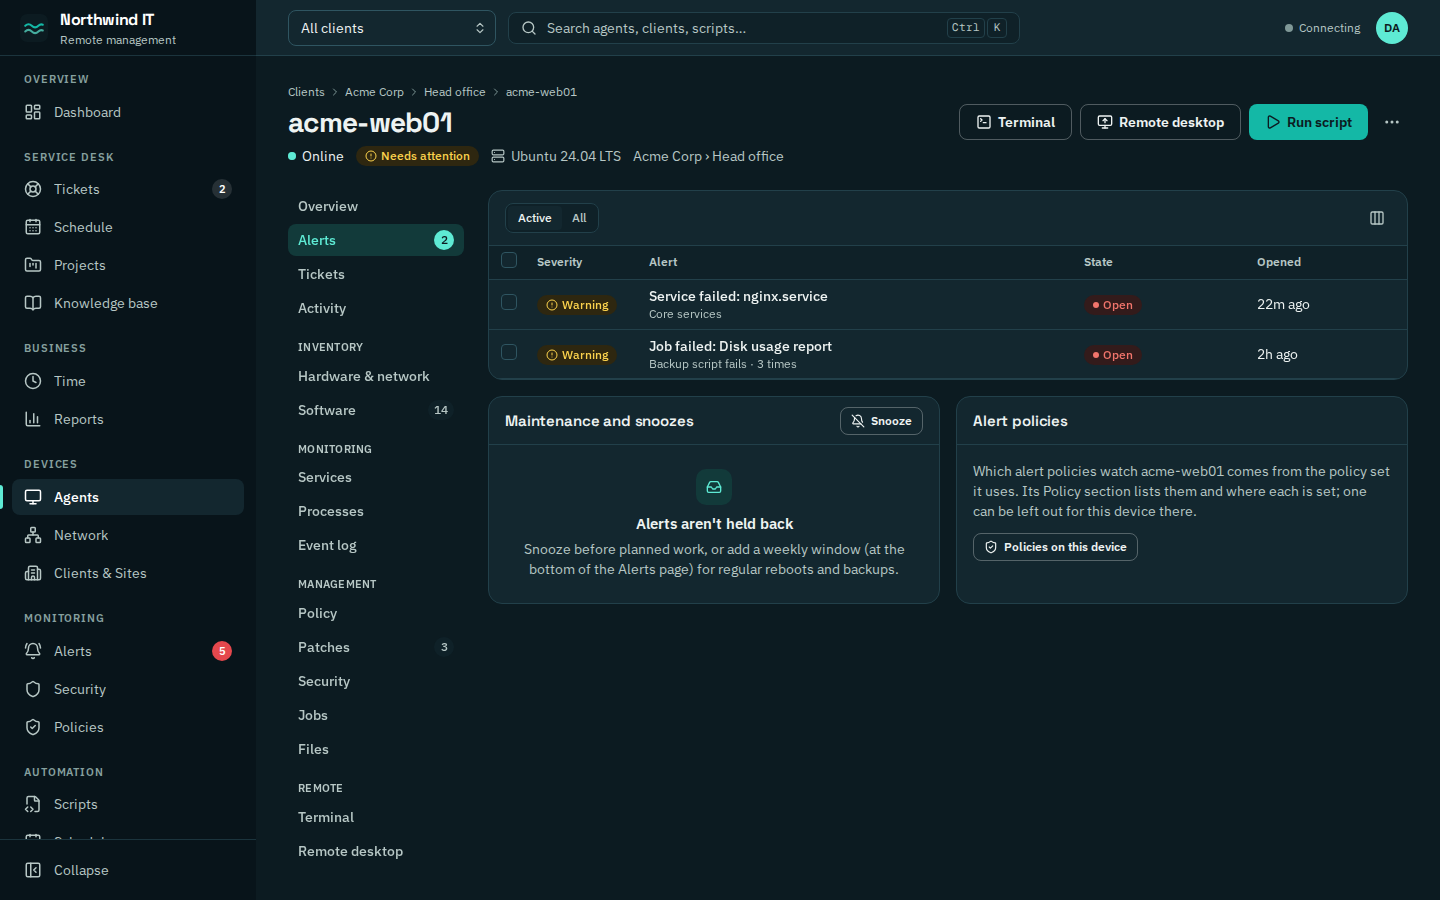 Northwind IT
Remote management
All clients
Search agents, clients, scripts...
Ctrl K
Connecting
DA
OVERVIEW
Dashboard
SERVICE DESK
Tickets 2
Schedule
Projects
Knowledge base
BUSINESS
Time
Reports
DEVICES
Agents
Network
Clients & Sites
MONITORING
Alerts 5
Security
Policies
AUTOMATION
Scripts
Collapse
Clients > Acme Corp > Head office > acme-web01
acme-web01
Online Needs attention Ubuntu 24.04 LTS Acme Corp › Head office
Terminal
Remote desktop
Run script
Overview
Alerts 2
Tickets
Activity
INVENTORY
Hardware & network
Software 14
MONITORING
Services
Processes
Event log
MANAGEMENT
Policy
Patches 3
Security
Jobs
Files
REMOTE
Terminal
Remote desktop
Active All
Severity Alert State Opened
Warning Service failed: nginx.service Open 22m ago
Core services
Warning Job failed: Disk usage report Open 2h ago
Backup script fails · 3 times
Maintenance and snoozes
Snooze
Alerts aren't held back
Snooze before planned work, or add a weekly window (at the
bottom of the Alerts page) for regular reboots and backups.
Alert policies
Which alert policies watch acme-web01 comes from the policy set
it uses. Its Policy section lists them and where each is set; one
can be left out for this device there.
Policies on this device